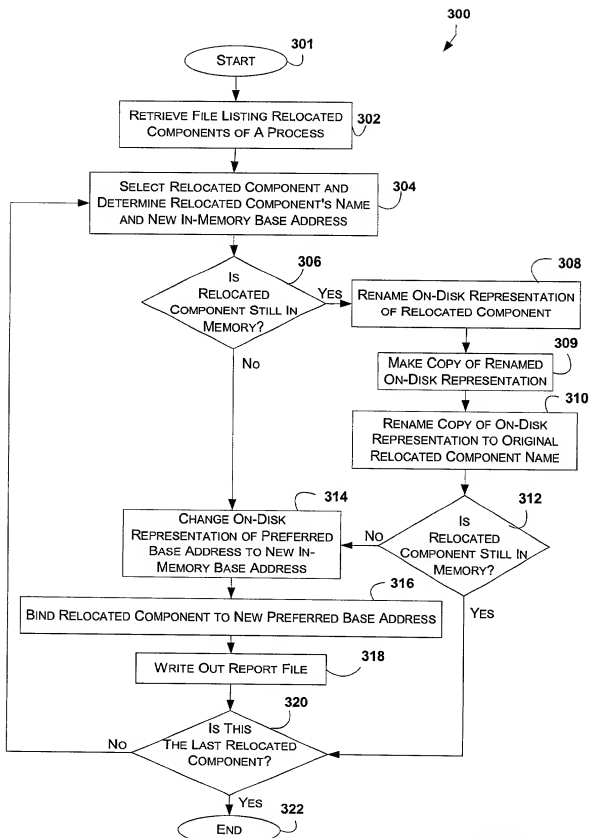 300
301
START
RETRIEVE FILE LISTING RELOCATED
COMPONENTS OF A PROCESS
302
SELECT RELOCATED COMPONENT AND
DETERMINE RELOCATED COMPONENT'S NAME
AND NEW IN-MEMORY BASE ADDRESS
304
306
IS
RELOCATED
COMPONENT STILL IN
MEMORY?
YES
NO
308
RENAME ON-DISK REPRESENTATION
OF RELOCATED COMPONENT
309
MAKE COPY OF RENAMED
ON-DISK REPRESENTATION
310
RENAME COPY OF ON-DISK
REPRESENTATION TO ORIGINAL
RELOCATED COMPONENT NAME
312
IS
RELOCATED
COMPONENT STILL IN
MEMORY?
NO
YES
314
CHANGE ON-DISK
REPRESENTATION OF PREFERRED
BASE ADDRESS TO NEW IN-
MEMORY BASE ADDRESS
316
BIND RELOCATED COMPONENT TO NEW PREFERRED BASE ADDRESS
WRITE OUT REPORT FILE
318
320
IS THIS
THE LAST RELOCATED
COMPONENT?
NO
YES
END
322